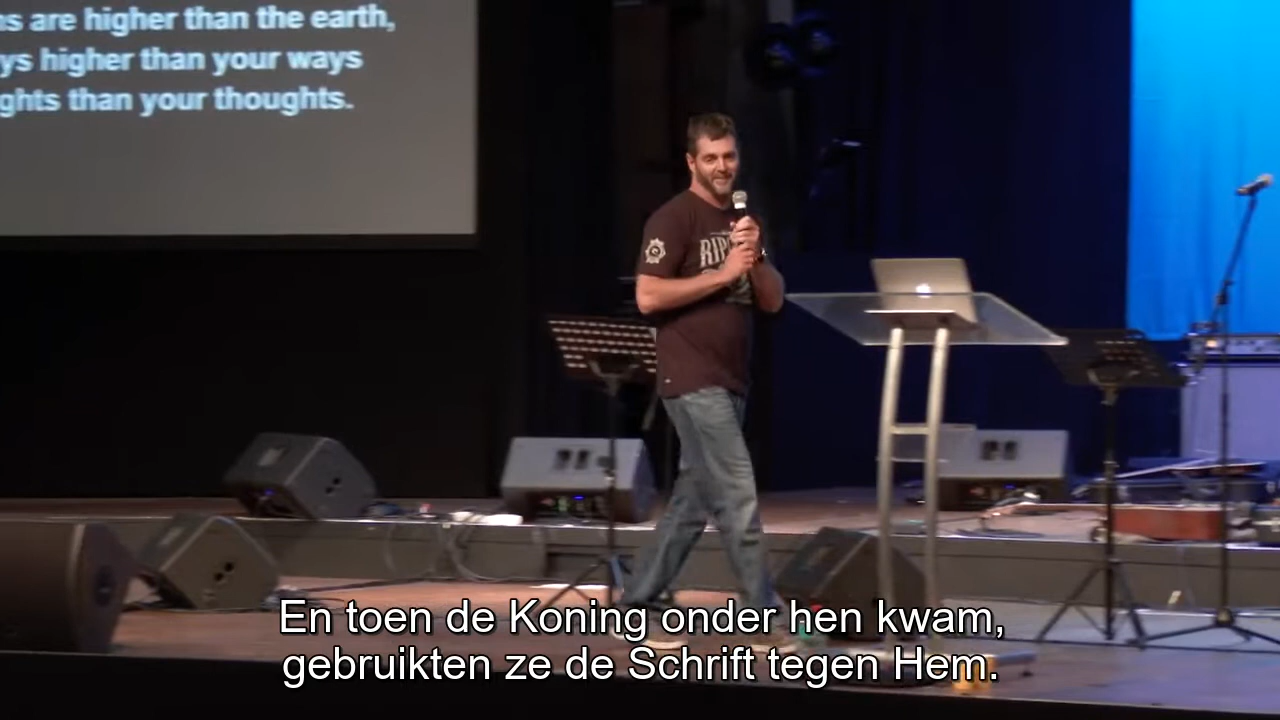 ns are higher than the earth,
ys higher than your ways
ghts than your thoughts.
En toen de Koning onder hen kwam,
gebruikten ze de Schrift tegen Hem.